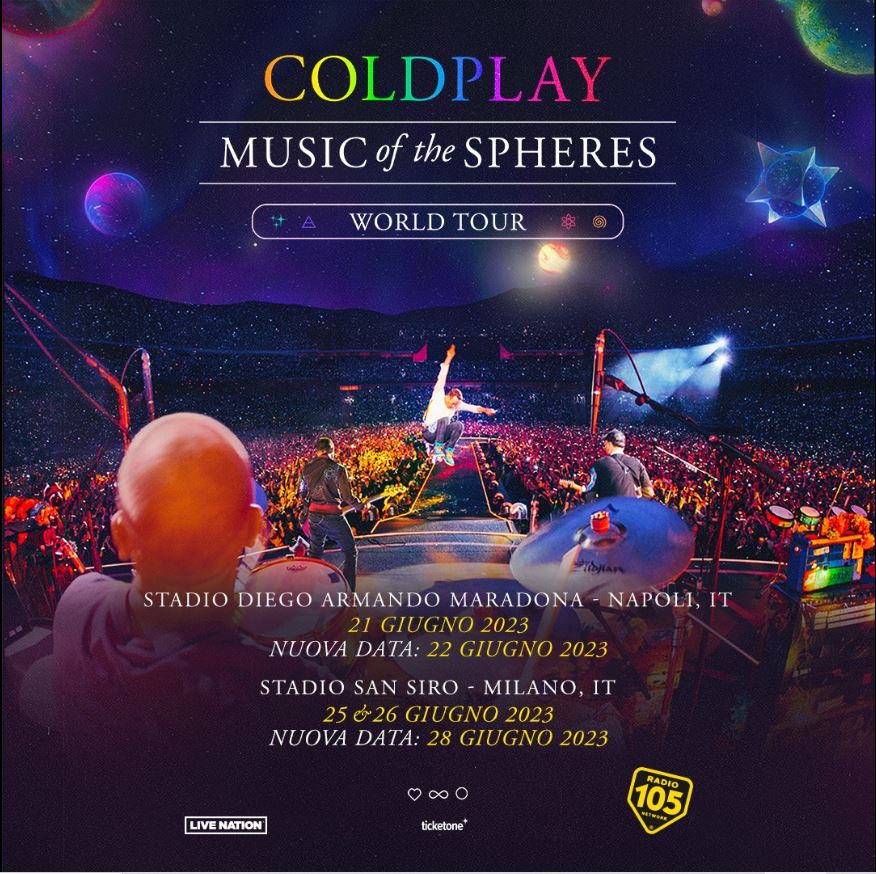 COLDPLAY
MUSIC of the SPHERES
WORLD TOUR
Zildjian
STADIO DIEGO ARMANDO MARADONA - NAPOLI, IT
21 GIUGNO 2023
NUOVA DATA: 22 GIUGNO 2023
STADIO SAN SIRO - MILANO, IT
25 & 26 GIUGNO 2023
NUOVA DATA: 28 GIUGNO 2023
RADIO
105
NETWORK
LIVE NATION
ticketone